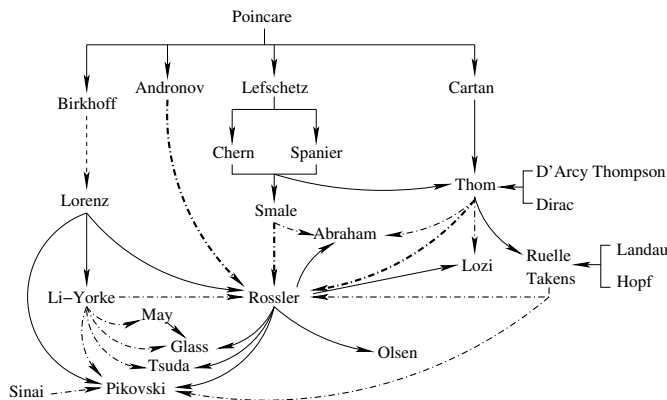 Poincare
Birkhoff
Andronov
Lefschetz
Cartan
Chern
Spanier
D'Arcy Thompson
Thom
Dirac
Lorenz
Smale
Abraham
Ruelle
Takens
Landau
Hopf
Lozi
Li-Yorke
Rossler
May
Glass
Tsuda
Olsen
Sinai
Pikovski